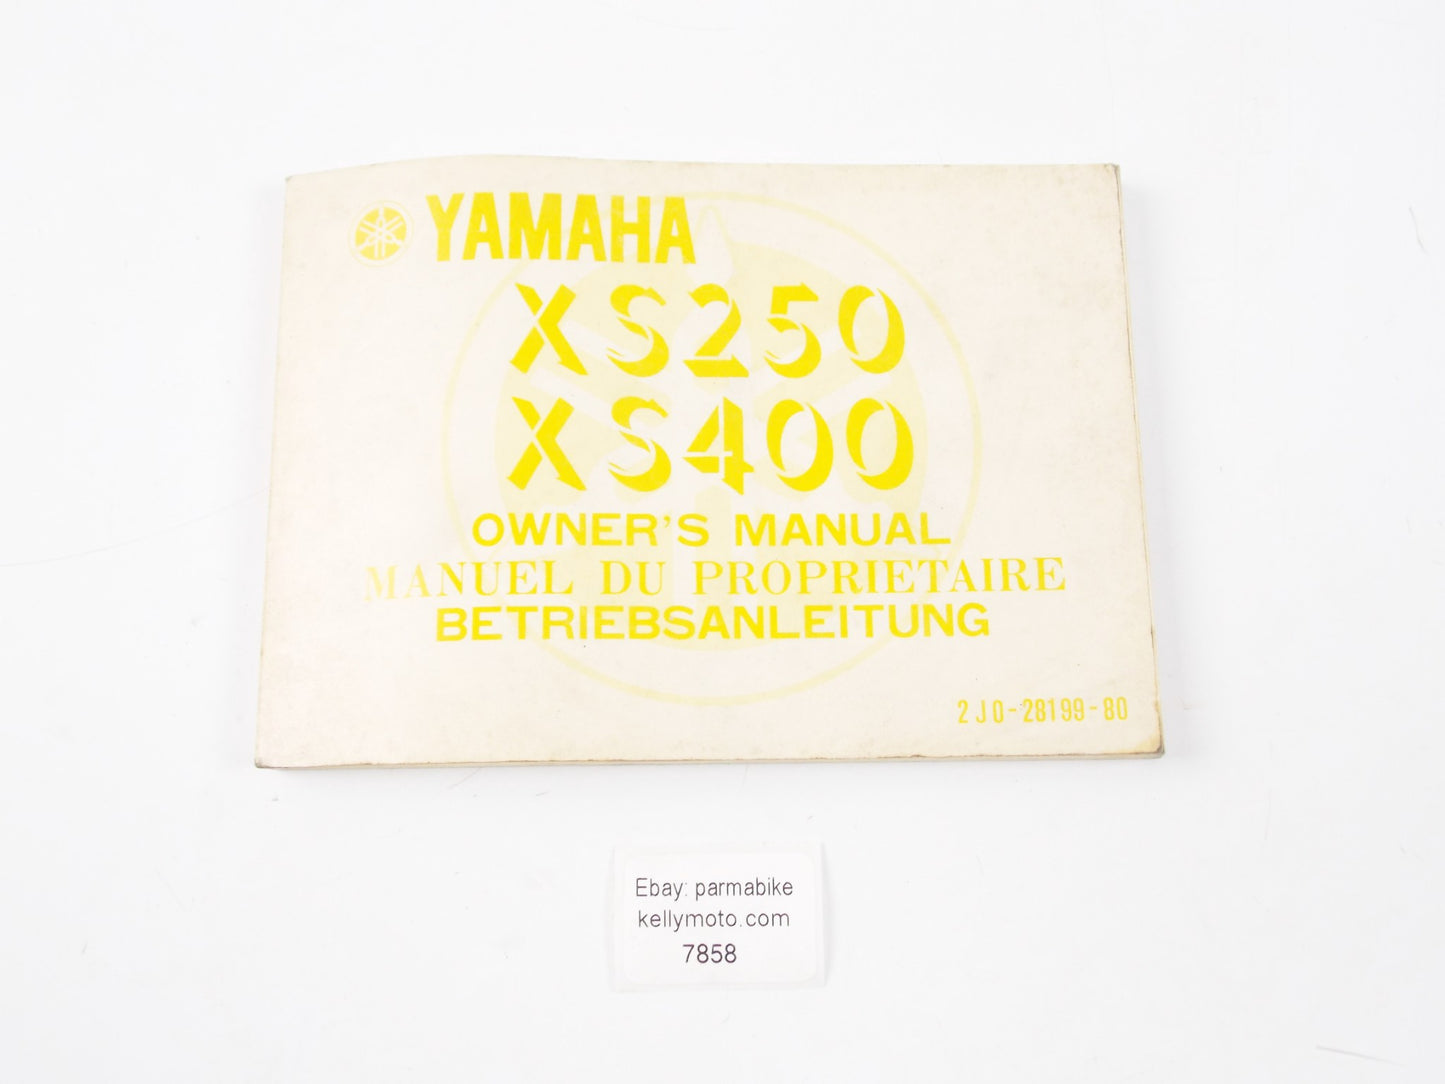 YAMAHA
XS250
XS400
OWNER'S MANUAL
MANUEL DU PROPRIETAIRE
BETRIEBSANLEITUNG
2J0-28199-80
Ebay: parmabike
kellymoto.com
7858